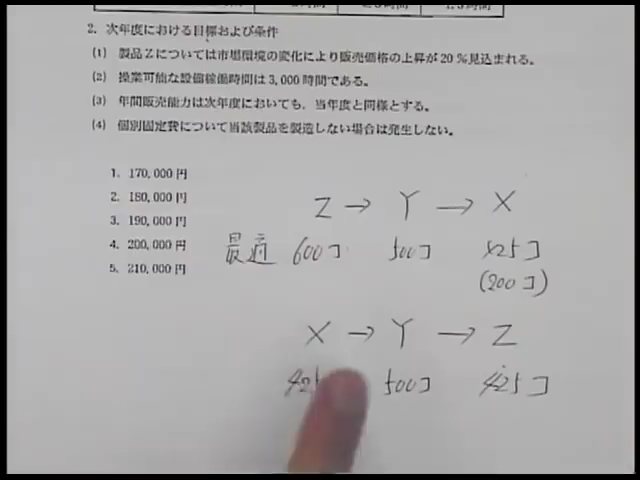 2. 次年度における目標および条件
(1) 製品Zについては市場環境の変化により販売価格の上昇が20%見込まれる。
(2) 操業可能な設備稼働時間は3,000時間である。
(3) 年間販売能力は次年度においても、当年度と同様とする。
(4) 個別固定費について当該製品を製造しない場合は発生しない。
1. 170,000円
2. 180,000円
3. 190,000円
4. 200,000円
5. 210,000円
Z → Y → X
最適 600コ 500コ 425コ
(200コ)
X → Y → Z
425 500コ 425コ